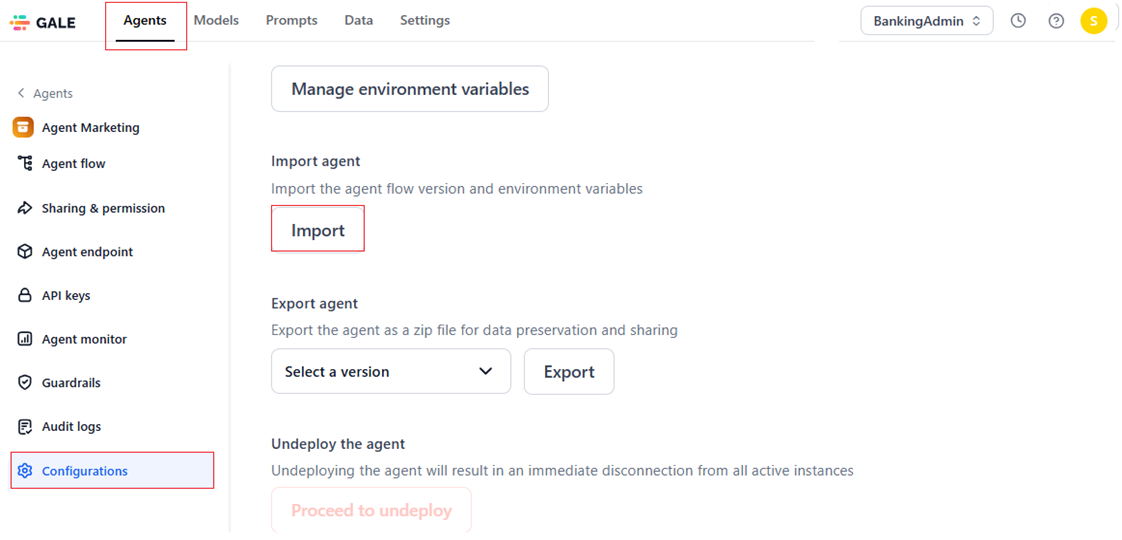 GALE
Agents
Models
Prompts
Data
Settings
BankingAdmin
S
Agents
Agent Marketing
Agent flow
Sharing & permission
Agent endpoint
API keys
Agent monitor
Guardrails
Audit logs
Configurations
Manage environment variables
Import agent
Import the agent flow version and environment variables
Import
Export agent
Export the agent as a zip file for data preservation and sharing
Select a version
Export
Undeploy the agent
Undeploying the agent will result in an immediate disconnection from all active instances
Proceed to undeploy